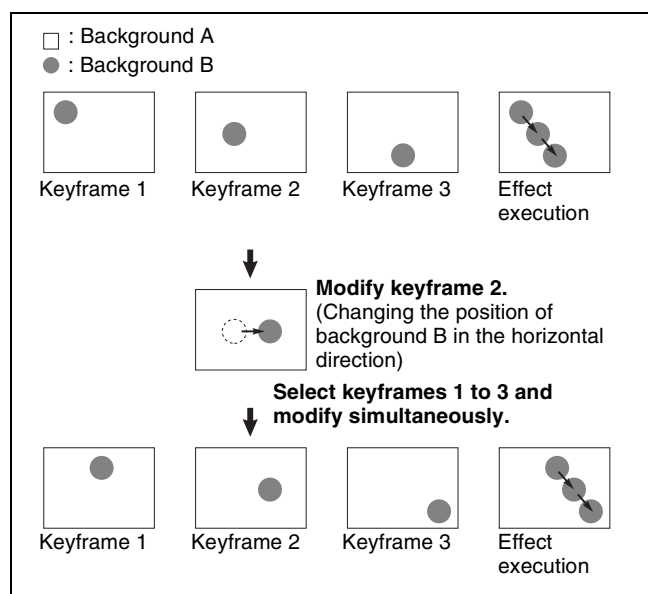 □ : Background A
● : Background B
Keyframe 1
Keyframe 2
Keyframe 3
Effect
execution
Modify keyframe 2.
(Changing the position of
background B in the horizontal
direction)
Select keyframes 1 to 3 and
modify simultaneously.
Keyframe 1
Keyframe 2
Keyframe 3
Effect
execution